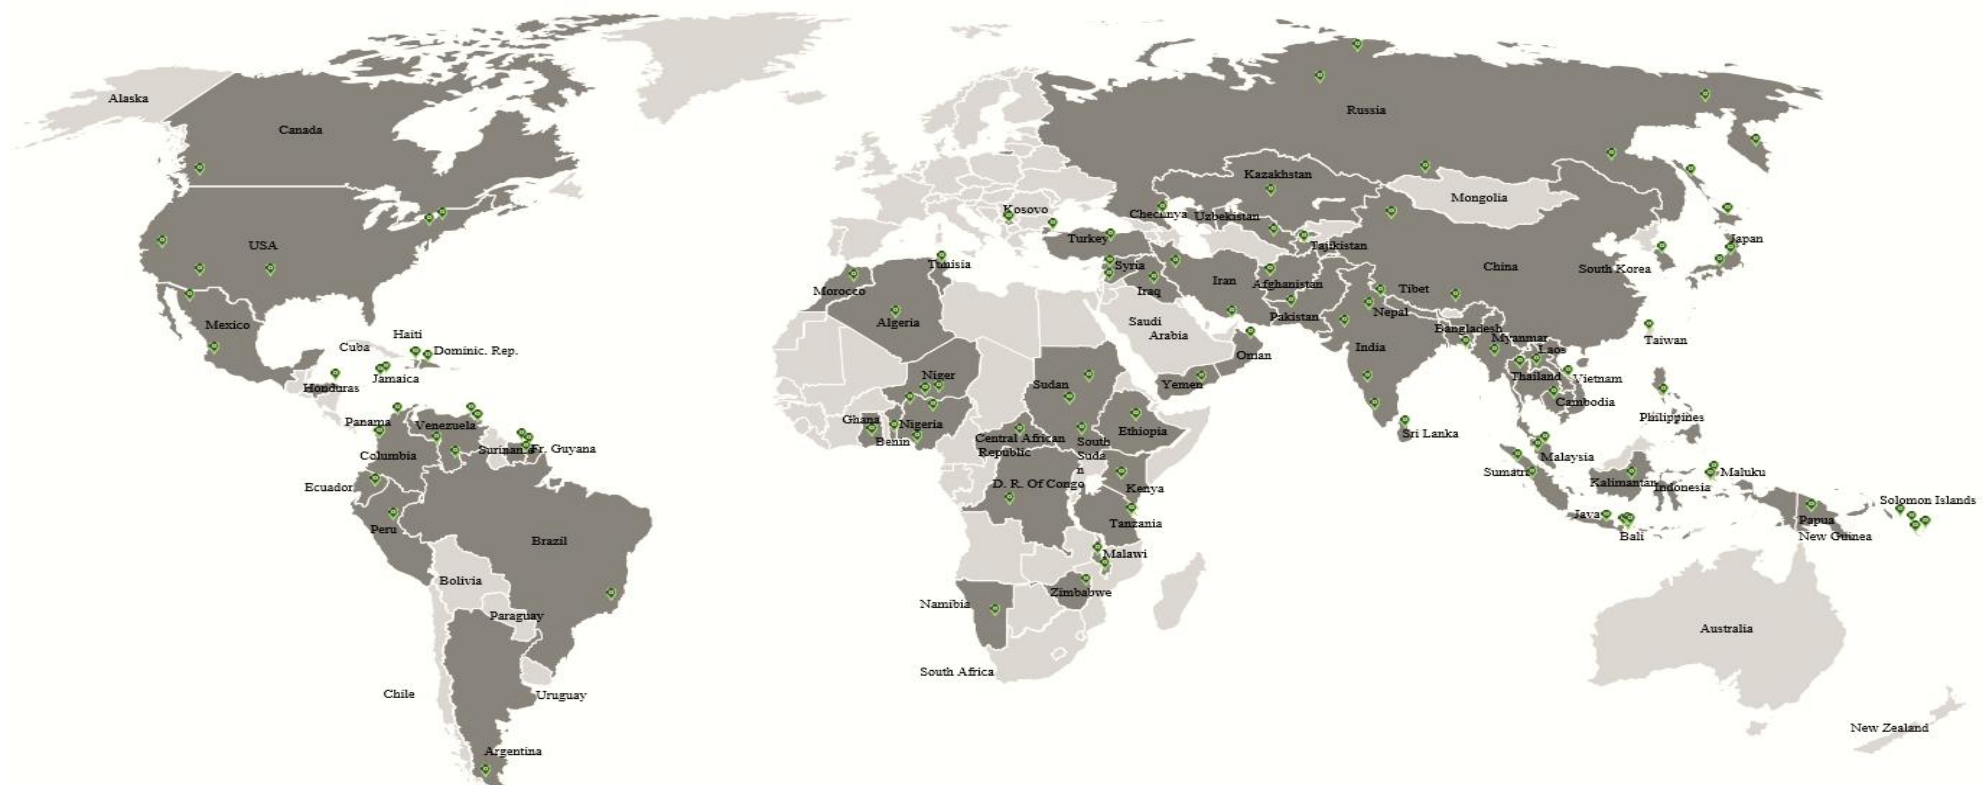 Alaska
Canada
USA
Mexico
Cuba
Haiti
Dominic. Rep.
Jamaica
Honduras
Panama
Venezuela
Columbia
Suriname
Fr. Guyana
Ecuador
Peru
Brazil
Bolivia
Paraguay
Chile
Uruguay
Argentina
Kosovo
Turkey
Tunisia
Morocco
Algeria
Syria
Iraq
Saudi
Arabia
Oman
Yemen
Niger
Nigeria
Ghana
Benin
Sudan
Central African
Republic
South
Suda
n
Ethiopia
D. R. Of Congo
Kenya
Tanzania
Malawi
Zimbabwe
Namibia
South Africa
Russia
Chechnya
Kazakhstan
Uzbekistan
Tajikistan
Mongolia
China
Iran
Afghanistan
Pakistan
Tibet
Nepal
India
Bangladesh
Myanmar
Laos
Thailand
Vietnam
Cambodia
Sri Lanka
South Korea
Japan
Taiwan
Philippines
Malaysia
Sumatra
Kalimantan
Indonesia
Maluku
Java
Bali
Papua
New Guinea
Solomon Islands
Australia
New Zealand